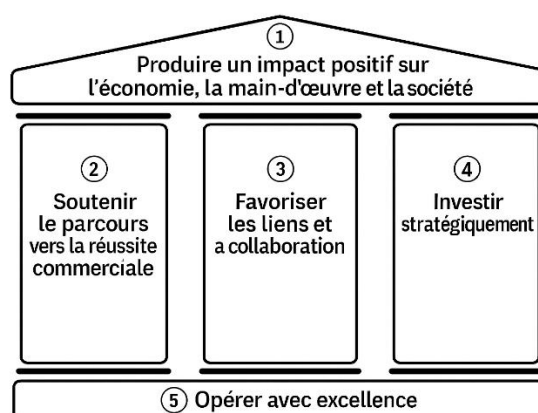 ①
Produire un impact positif sur
l'économie, la main-d'œuvre et la société
②
Soutenir
le parcours
vers la réussite
commerciale
③
Favoriser
les liens et
a collaboration
④
Investir
stratégiquement
⑤ Opérer avec excellence